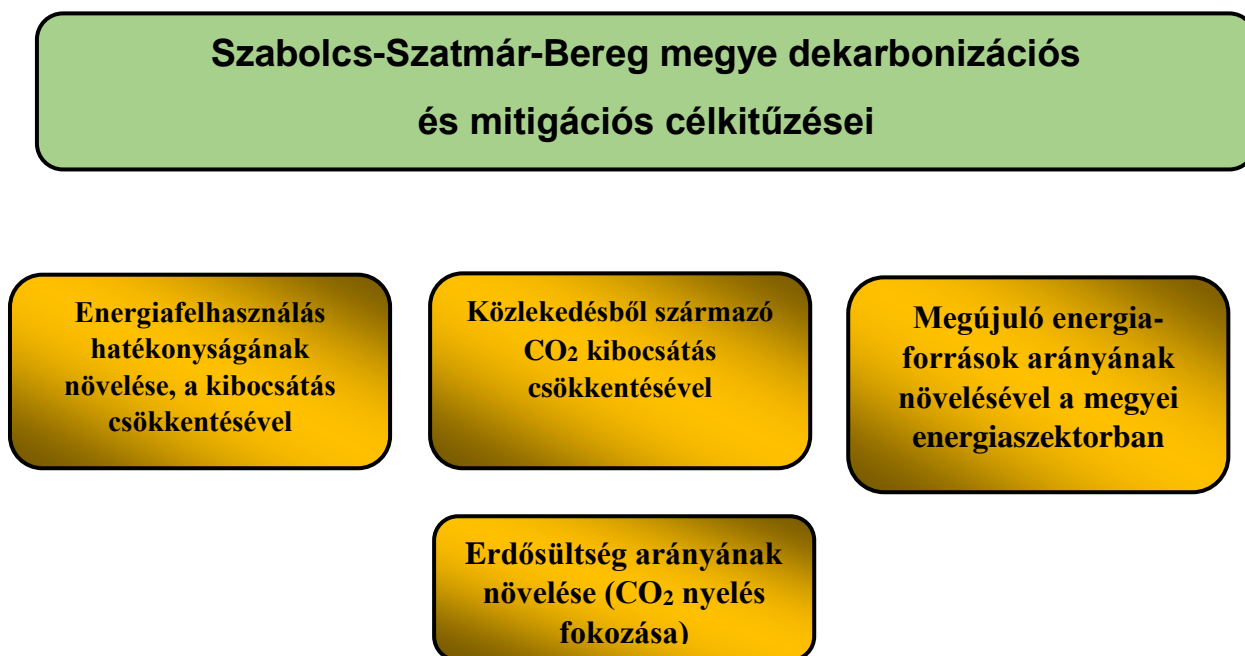 Szabolcs-Szatmár-Bereg megye dekarbonizációs
és mitigációs célkitűzései
Energiafelhasználás
hatékonyságának
növelése, a kibocsátás
csökkentésével
Közlekedésből származó
CO₂ kibocsátás
csökkentésével
Megújuló energia-
források arányának
növelésével a megyei
energiaszektorban
Erdősültség arányának
növelése (CO₂ nyelés
fokozása)